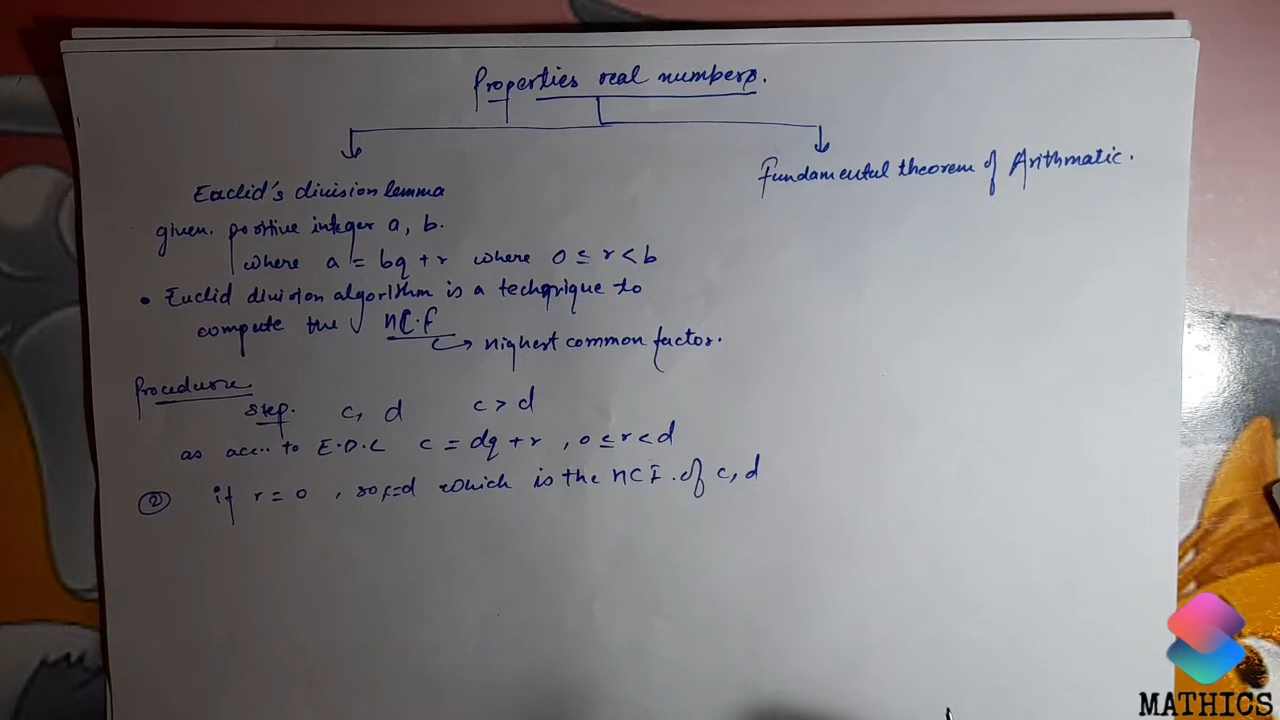 Properties real numbers.
Euclid's division lemma
Fundamental theorem of Arithmatic.
given. positive integer a, b.
where a = bq + r where 0 ≤ r < b
• Euclid division algorithm is a technique to
compute the H.C.F
highest common factor.
Procedure
Step. c, d c > d
as acc.. to E.D.L c = dq + r , 0 ≤ r < d
② if r = 0 , d which is the HCF. of c, d
MATHICS